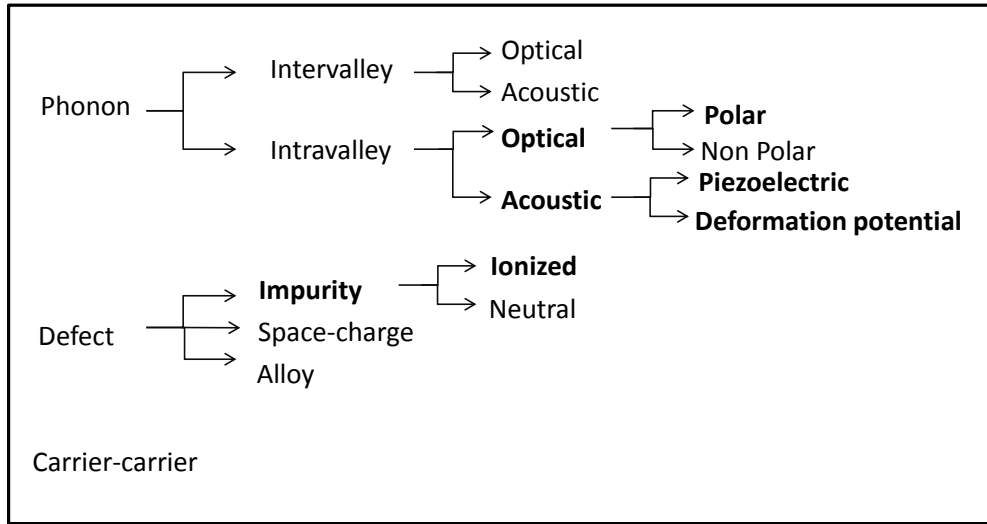 Phonon
Intervalley
Optical
Acoustic
Intravalley
Optical
Polar
Non Polar
Acoustic
Piezoelectric
Deformation potential
Defect
Impurity
Ionized
Neutral
Space-charge
Alloy
Carrier-carrier